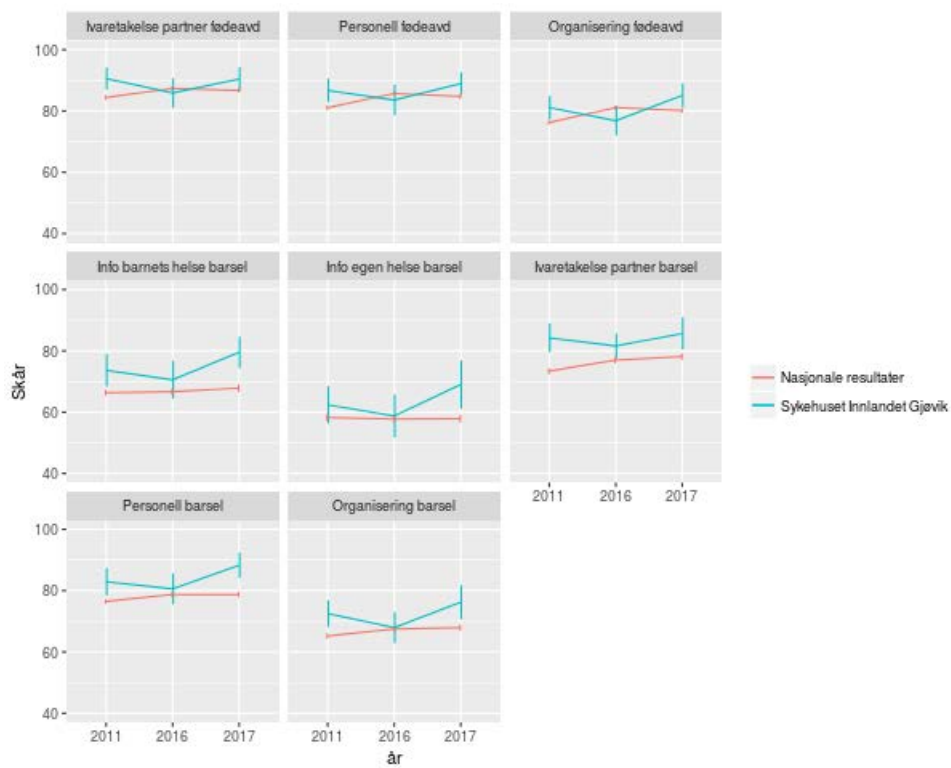 Ivaretakelse partner fødeavd Personell fødeavd Organisering fødeavd
100
80
60
40
Info barnets helse barsel Info egen helse barsel Ivaretakelse partner barsel
100
80
60
40
Skår
Nasjonale resultater
Sykehuset Innlandet Gjøvik
2011 2016 2017
Personell barsel Organisering barsel
100
80
60
40
2011 2016 2017 2011 2016 2017
år